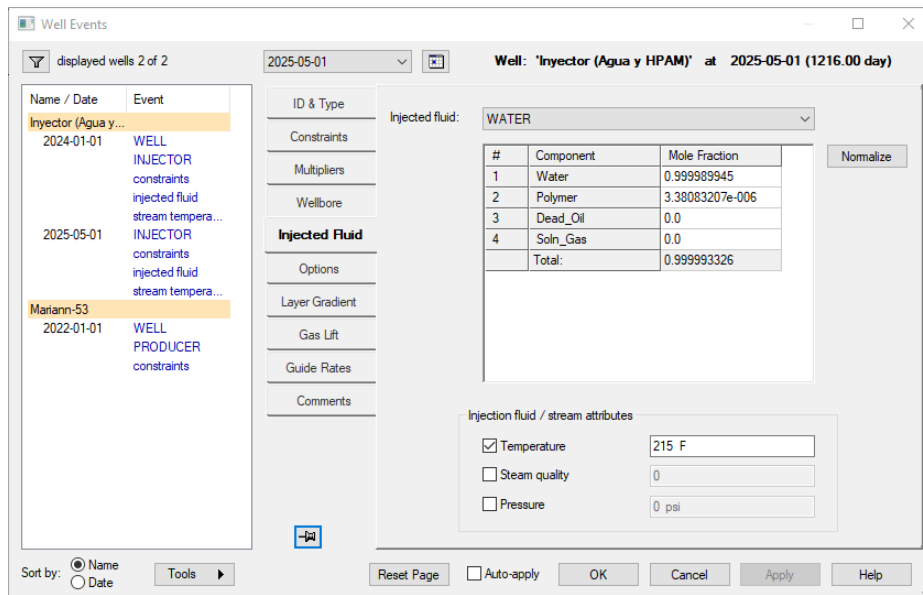 Well Events
displayed wells 2 of 2
2025-05-01
Well: 'Inyector (Agua y HPAM)' at 2025-05-01 (1216.00 day)
Name / Date Event
Inyector (Agua y...
2024-01-01 WELL
INJECTOR
constraints
injected fluid
stream tempera...
2025-05-01 INJECTOR
constraints
injected fluid
stream tempera...
Mariann-53
2022-01-01 WELL
PRODUCER
constraints
ID & Type
Constraints
Multipliers
Wellbore
Injected Fluid
Options
Layer Gradient
Gas Lift
Guide Rates
Comments
Injected fluid: WATER
# Component Mole Fraction
1 Water 0.999989945
2 Polymer 3.38083207e-006
3 Dead_Oil 0.0
4 Soln_Gas 0.0
Total: 0.999993326
Normalize
Injection fluid / stream attributes
Temperature 215 F
Steam quality 0
Pressure 0 psi
Sort by: Name
Date
Tools
Reset Page
Auto-apply
OK
Cancel
Apply
Help